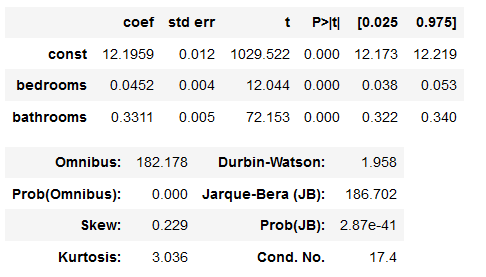 coef std err t P>|t| [0.025 0.975]
const 12.1959 0.012 1029.522 0.000 12.173 12.219
bedrooms 0.0452 0.004 12.044 0.000 0.038 0.053
bathrooms 0.3311 0.005 72.153 0.000 0.322 0.340
Omnibus: 182.178 Durbin-Watson: 1.958
Prob(Omnibus): 0.000 Jarque-Bera (JB): 186.702
Skew: 0.229 Prob(JB): 2.87e-41
Kurtosis: 3.036 Cond. No. 17.4